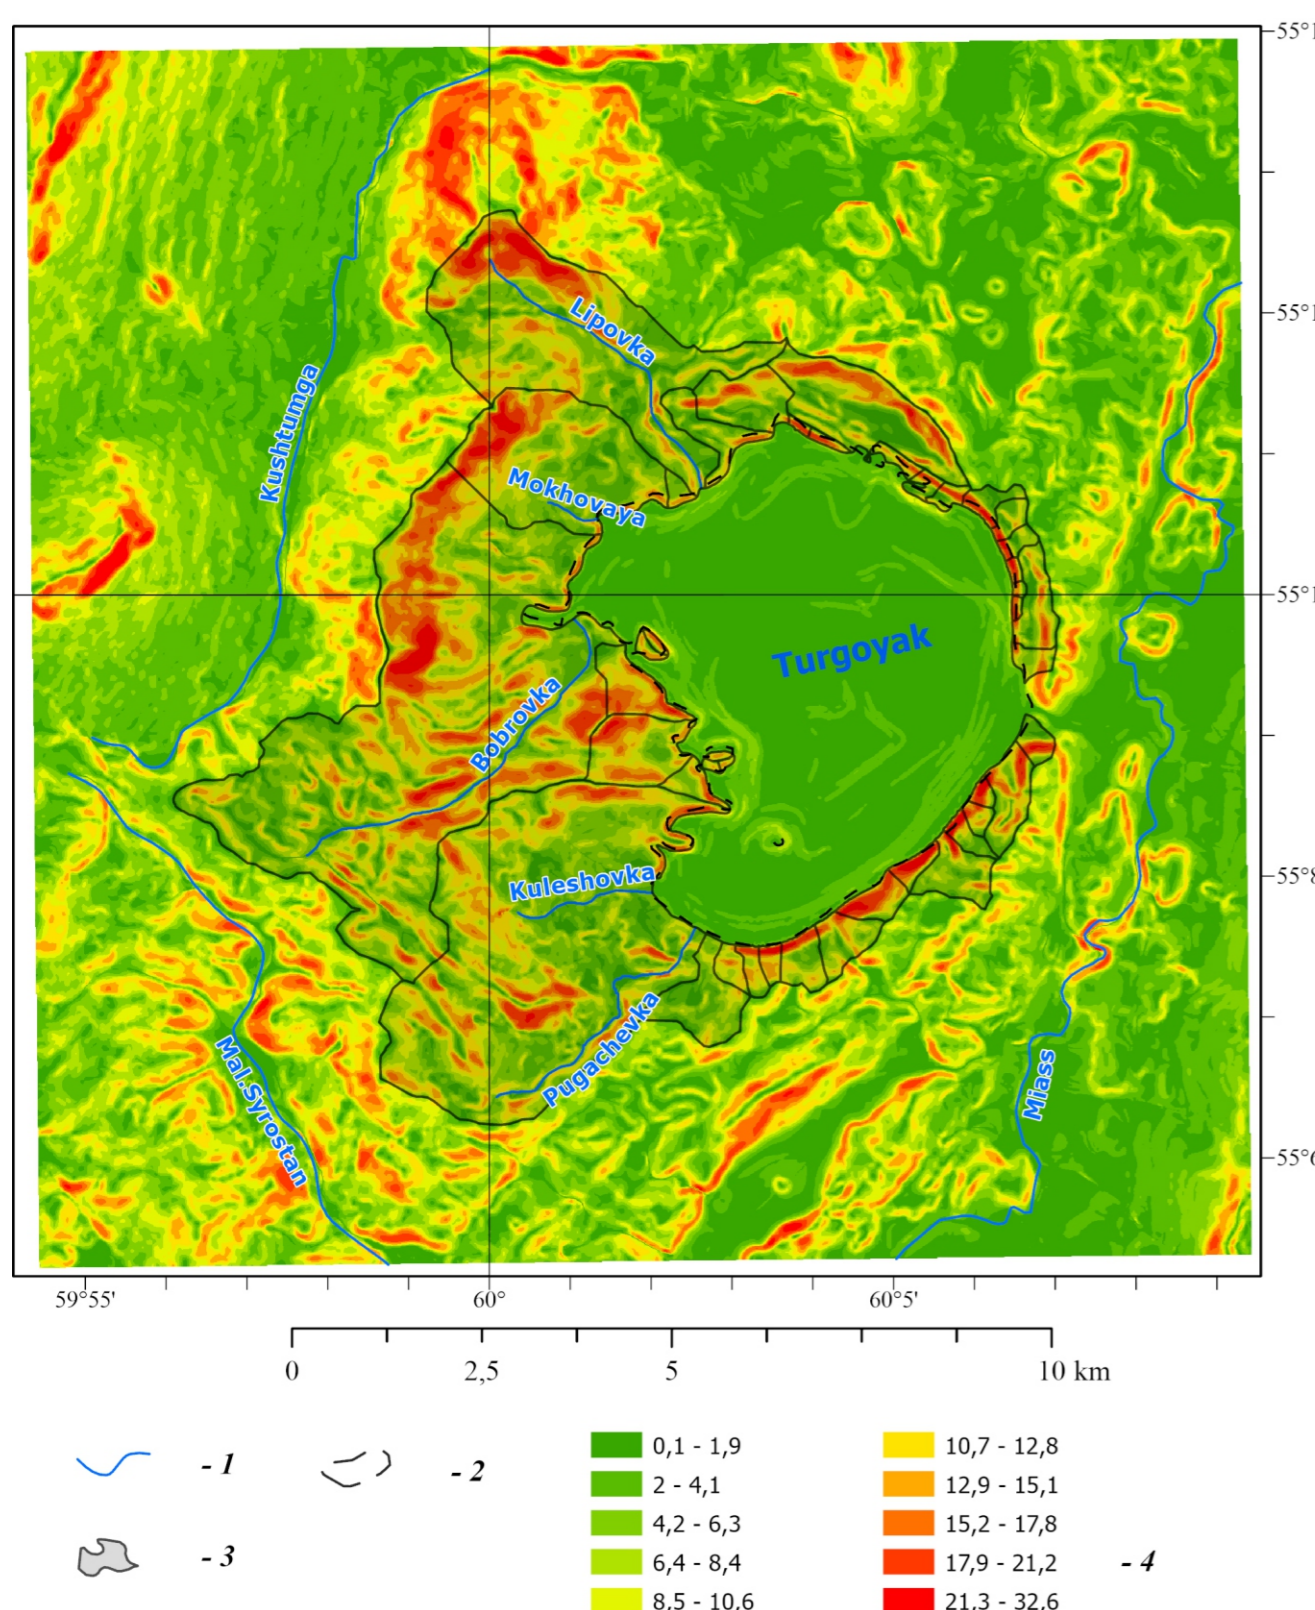 55°1
Lipovka
55°1
Kushtumga
Mokhovaya
55°1
Turgoyak
Bobrovka
Kuleshovka
55°8
Pugachevka
Mal.Syrostan
Miass
55°6
59°55' 60° 60°5'
0 2,5 5 10 km
- 1 - 2
- 3
0,1 - 1,9 10,7 - 12,8
2 - 4,1 12,9 - 15,1
4,2 - 6,3 15,2 - 17,8
6,4 - 8,4 17,9 - 21,2 - 4
8,5 - 10,6 21,3 - 32,6